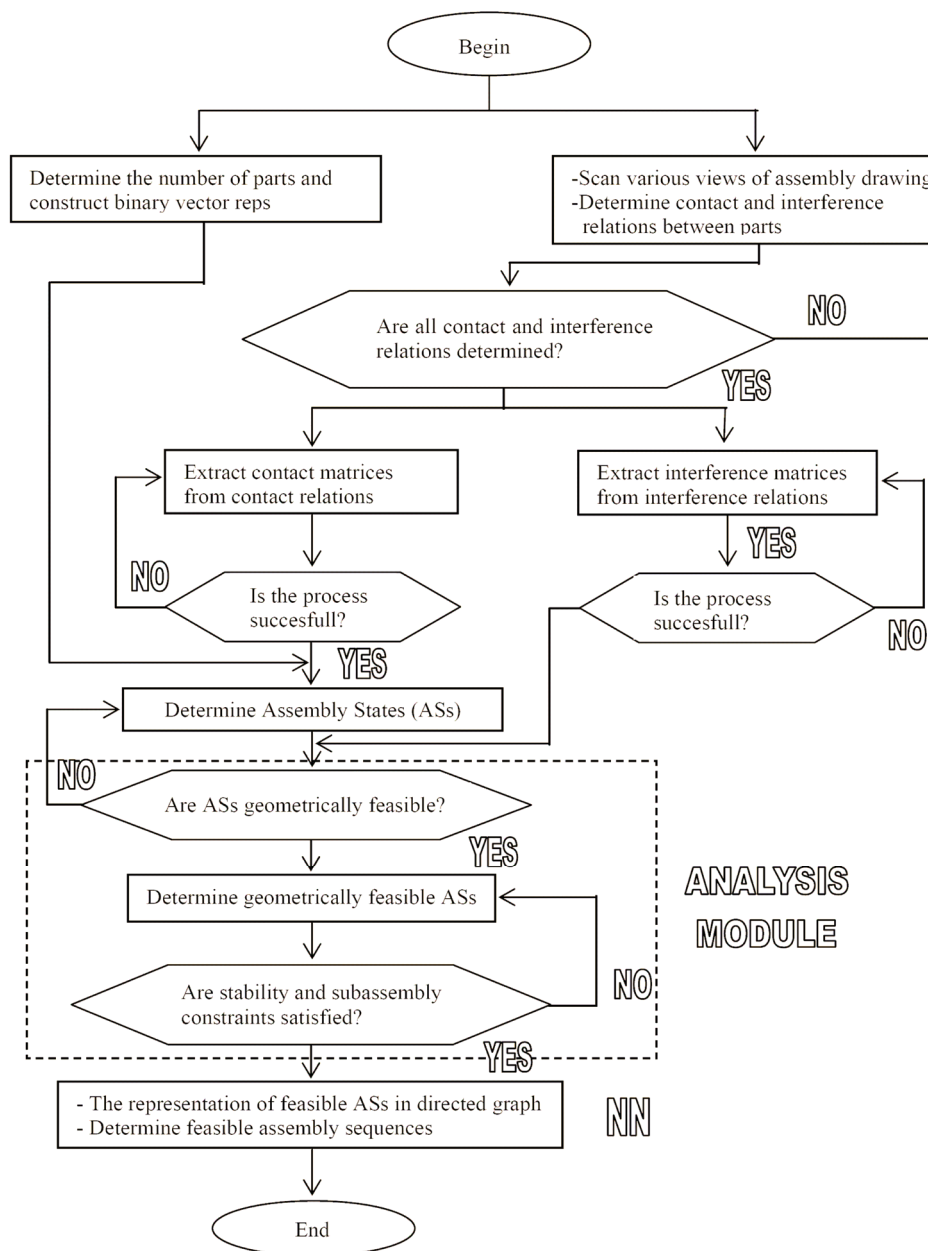 Begin
Determine the number of parts and
construct binary vector reps
-Scan various views of assembly drawing
-Determine contact and interference
relations between parts
Are all contact and interference
relations determined?
NO
YES
Extract contact matrices
from contact relations
Extract interference matrices
from interference relations
YES
NO
Is the process
succesfull?
Is the process
succesfull?
NO
YES
Determine Assembly States (ASs)
NO
Are ASs geometrically feasible?
YES
Determine geometrically feasible ASs
ANALYSIS
MODULE
Are stability and subassembly
constraints satisfied?
NO
YES
- The representation of feasible ASs in directed graph
- Determine feasible assembly sequences
NN
End